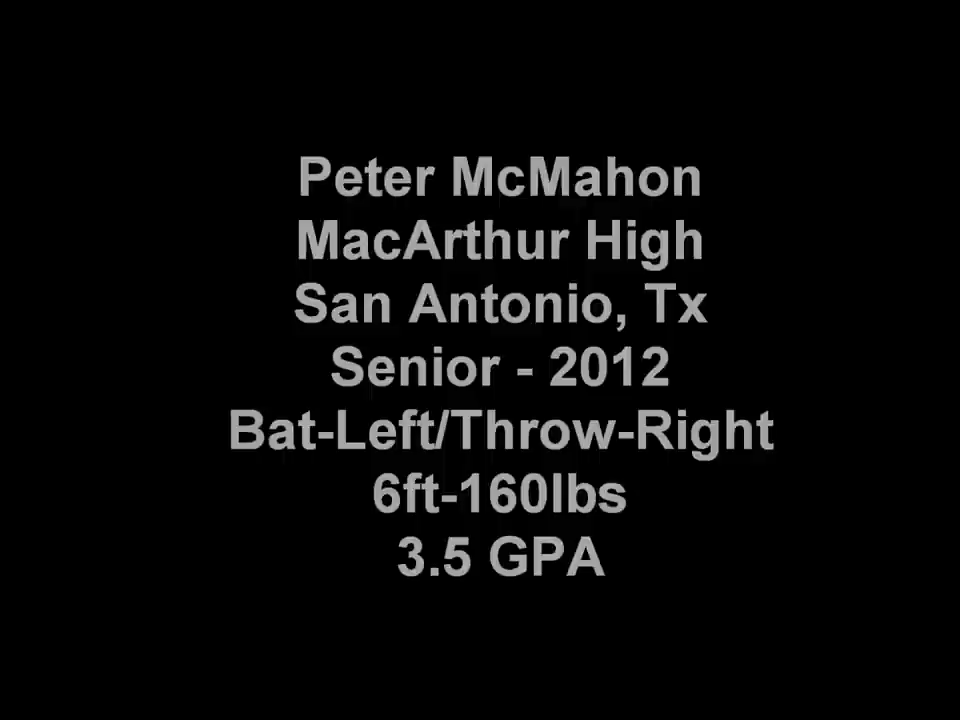 Peter McMahon
MacArthur High
San Antonio, Tx
Senior - 2012
Bat-Left/Throw-Right
6ft-160lbs
3.5 GPA